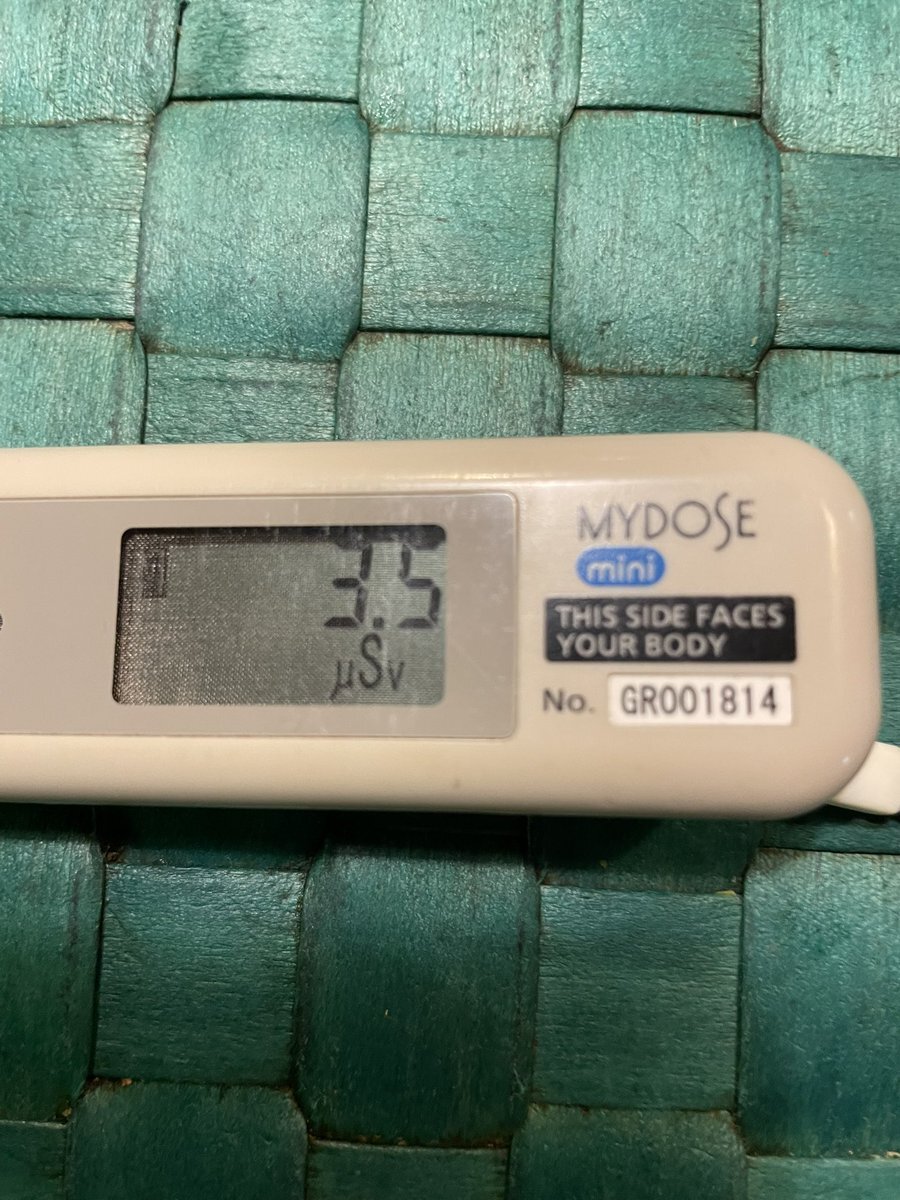 MYDOSE
mini
3.5
μSv
THIS SIDE FACES
YOUR BODY
No. GR001814